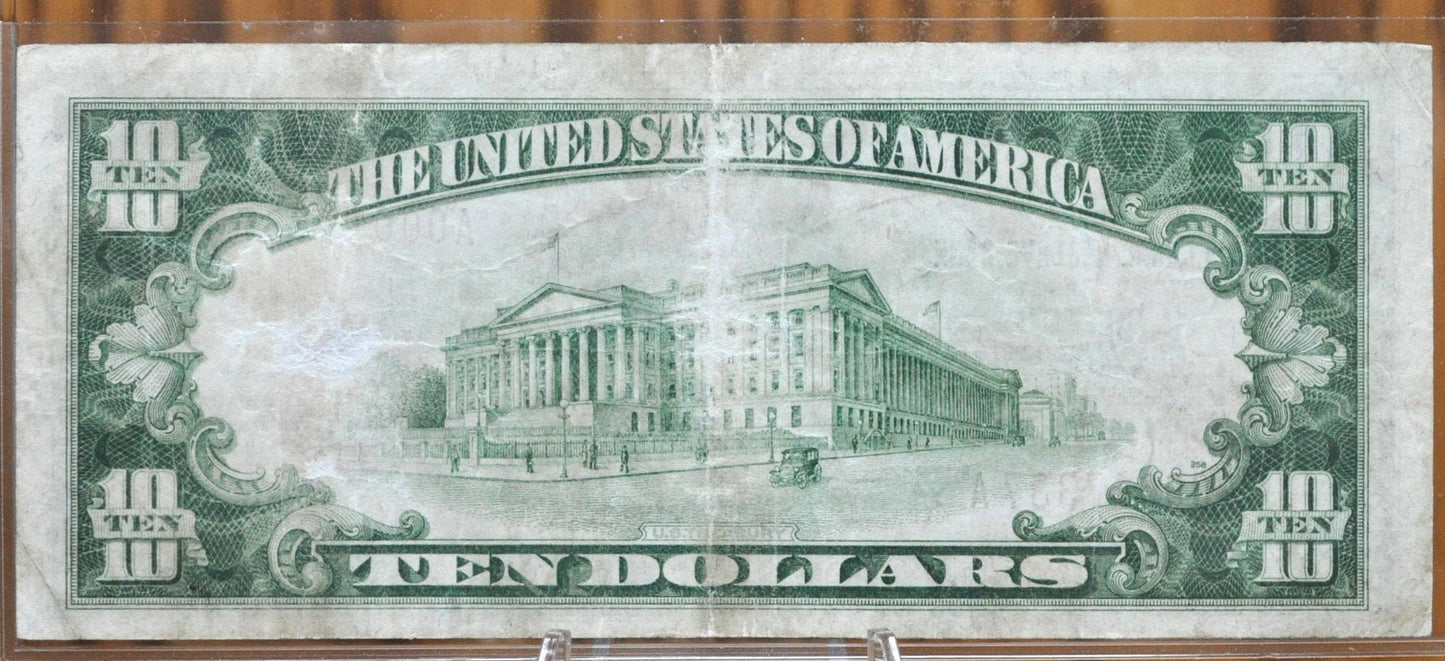 10 TEN 10
10 TEN 10
THE UNITED STATES OF AMERICA
258
10 TEN 10
10 TEN 10
U.S. TREASURY
TEN DOLLARS